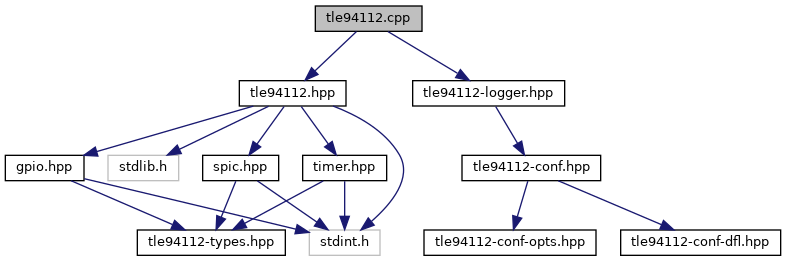 tle94112.cpp
tle94112.hpp
tle94112-logger.hpp
gpio.hpp
stdlib.h
spic.hpp
timer.hpp
tle94112-conf.hpp
tle94112-types.hpp
stdint.h
tle94112-conf-opts.hpp
tle94112-conf-dfl.hpp